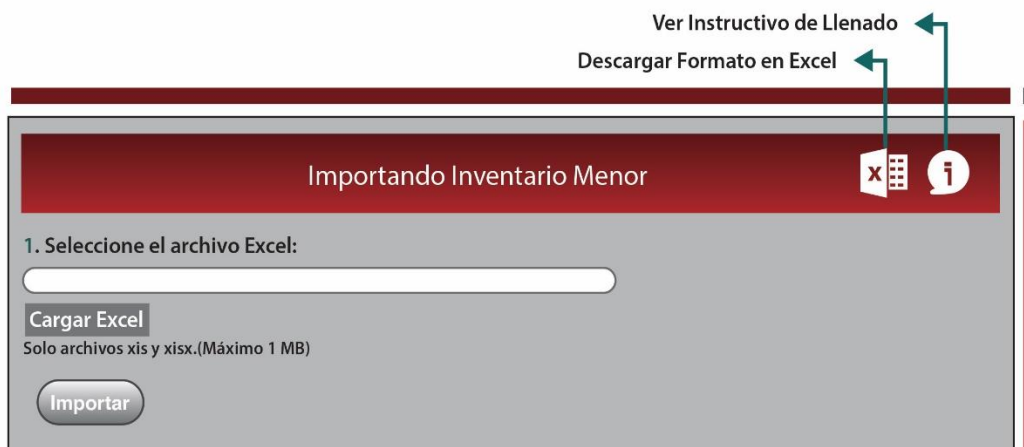 Ver Instructivo de Llenado
Descargar Formato en Excel
Importando Inventario Menor
1. Seleccione el archivo Excel:
Cargar Excel
Solo archivos xis y xisx.(Máximo 1 MB)
Importar